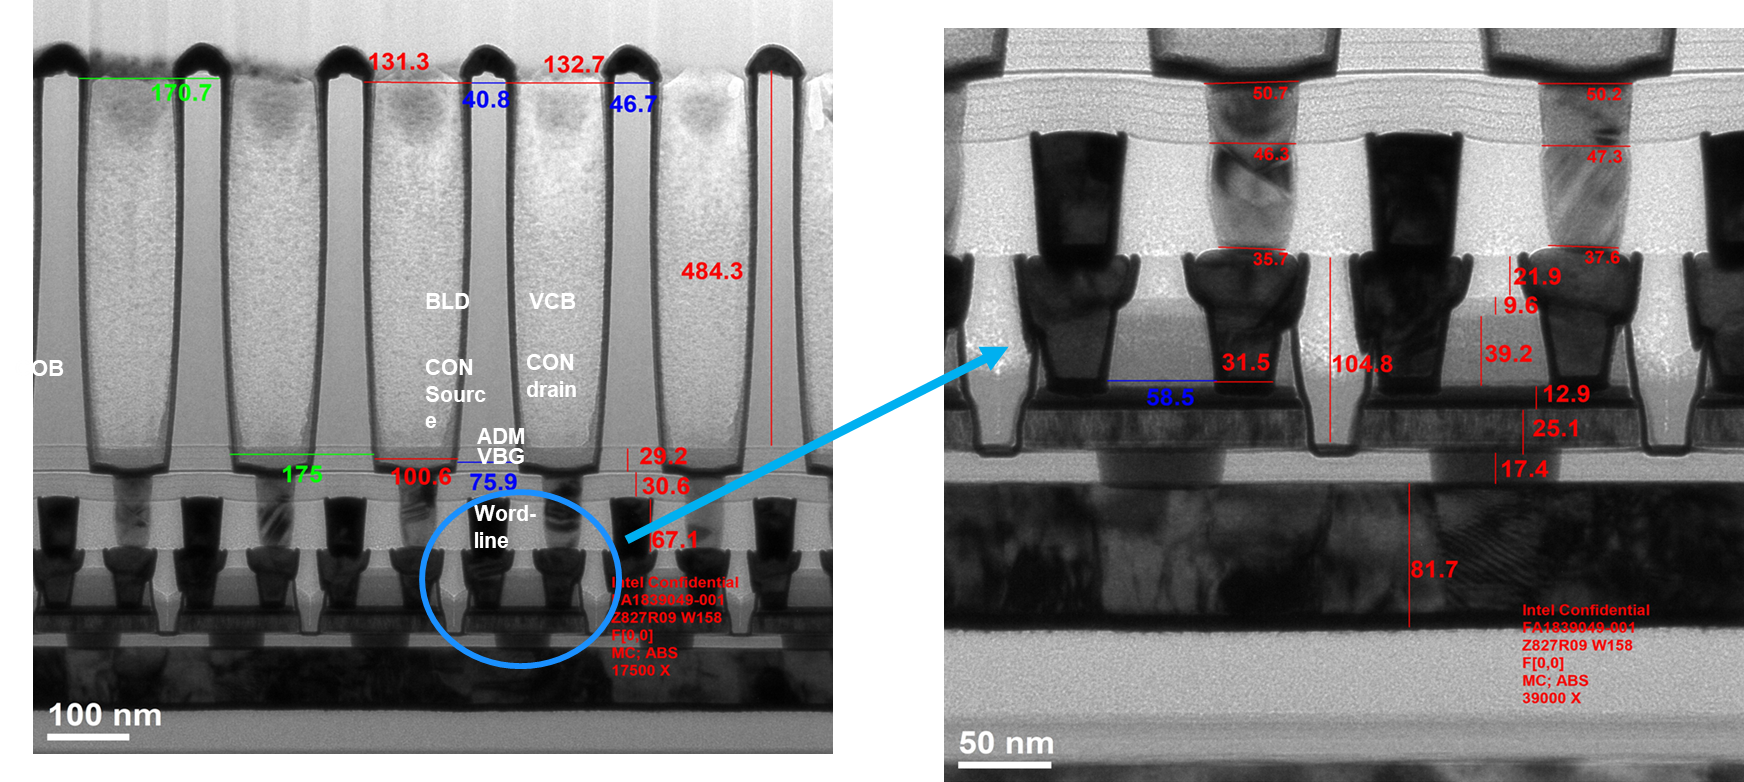 131.3
132.7
170.7
40.8
46.7
484.3
BLD
VCB
OB
CON
Sourc
e
CON
drain
ADM
VBG
29.2
175
100.6
75.9
30.6
Word-
line
67.1
Intel Confidential
FA1839049-001
Z827R09 W158
F[0,0]
MC; ABS
17500 X
100 nm
50.7
50.2
46.3
47.3
35.7
37.6
21.9
9.6
39.2
31.5
104.8
58.5
12.9
25.1
17.4
81.7
Intel Confidential
FA1839049-001
Z827R09 W158
F[0,0]
MC; ABS
39000 X
50 nm